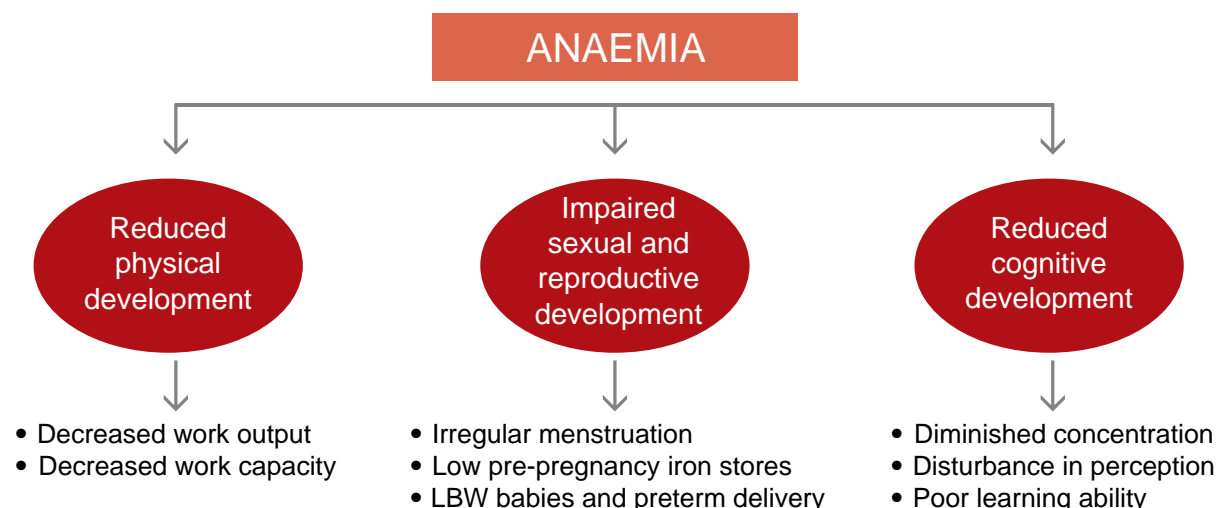 ANAEMIA
Reduced
physical
development
Impaired
sexual and
reproductive
development
Reduced
cognitive
development
• Decreased work output
• Decreased work capacity
• Irregular menstruation
• Low pre-pregnancy iron stores
• LBW babies and preterm delivery
• Diminished concentration
• Disturbance in perception
• Poor learning ability